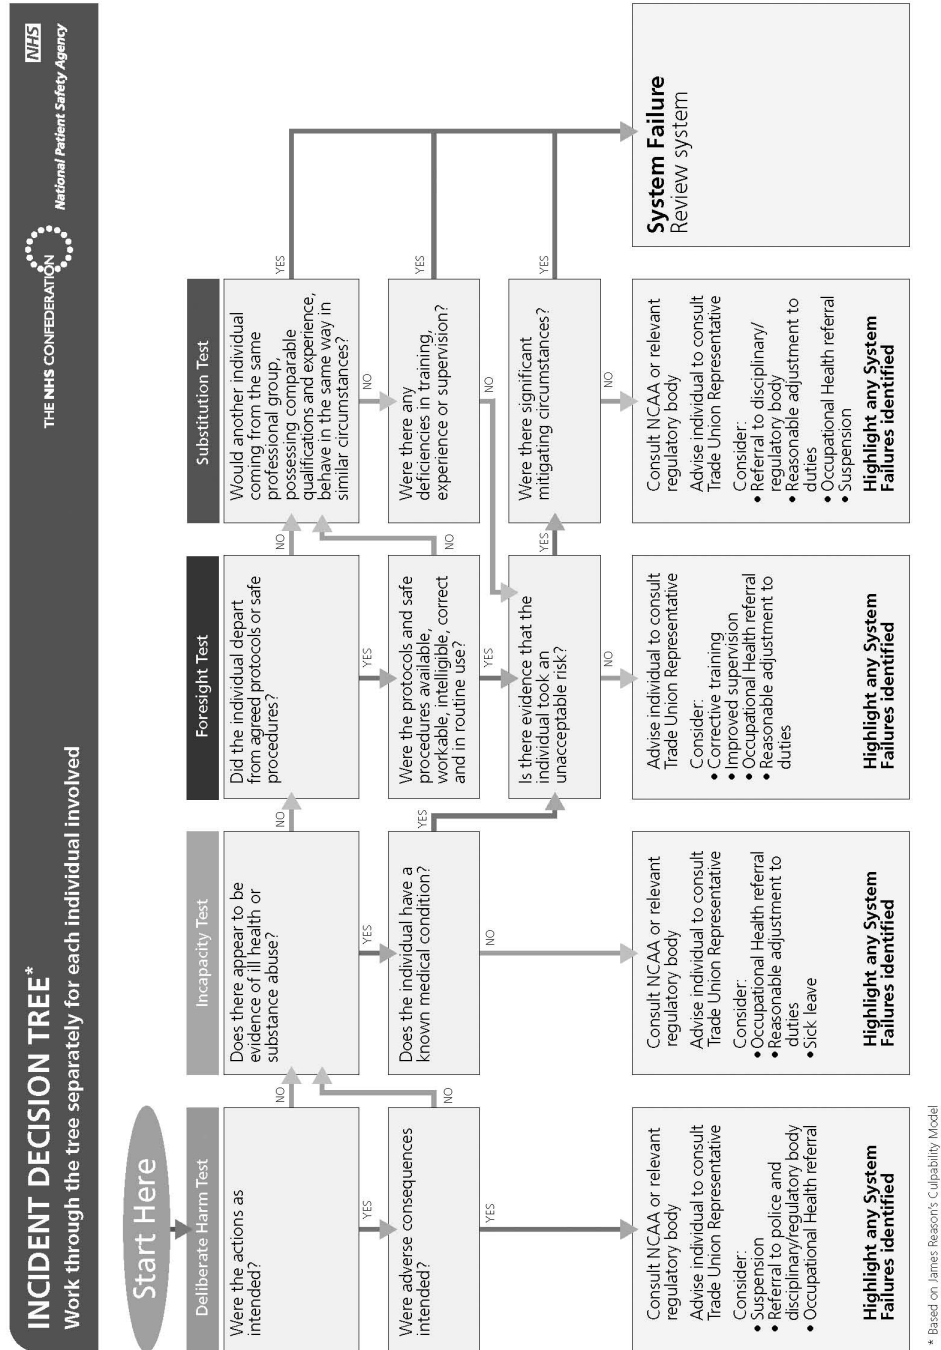 INCIDENT DECISION TREE*
Work through the tree separately for each individual involved
THE NHS CONFEDERATION
NHS
National Patient Safety Agency
Start Here
Deliberate Harm Test
Were the actions as
intended?
NO
YES
Were adverse consequences
intended?
NO
YES
Consult NCAA or relevant
regulatory body
Advise individual to consult
Trade Union Representative
Consider:
• Suspension
• Referral to police and
disciplinary/regulatory body
• Occupational Health referral
Highlight any System
Failures identified
Incapacity Test
Does there appear to be
evidence of ill health or
substance abuse?
NO
YES
Does the individual have a
known medical condition?
YES
NO
Consult NCAA or relevant
regulatory body
Advise individual to consult
Trade Union Representative
Consider:
• Occupational Health referral
• Reasonable adjustment to
duties
• Sick leave
Highlight any System
Failures identified
Foresight Test
Did the individual depart
from agreed protocols or safe
procedures?
NO
YES
Were the protocols and safe
procedures available,
workable, intelligible, correct
and in routine use?
NO
YES
Is there evidence that the
individual took an
unacceptable risk?
YES
NO
Advise individual to consult
Trade Union Representative
Consider:
• Corrective training
• Improved supervision
• Occupational Health referral
• Reasonable adjustment to
duties
Highlight any System
Failures identified
Substitution Test
Would another individual
coming from the same
professional group,
possessing comparable
qualifications and experience,
behave in the same way in
similar circumstances?
YES
NO
Were there any
deficiencies in training,
experience or supervision?
YES
NO
Were there significant
mitigating circumstances?
YES
NO
Consult NCAA or relevant
regulatory body
Advise individual to consult
Trade Union Representative
Consider:
• Referral to disciplinary/
regulatory body
• Reasonable adjustment to
duties
• Occupational Health referral
• Suspension
Highlight any System
Failures identified
System Failure
Review system
* Based on James Reason's Culpability Model